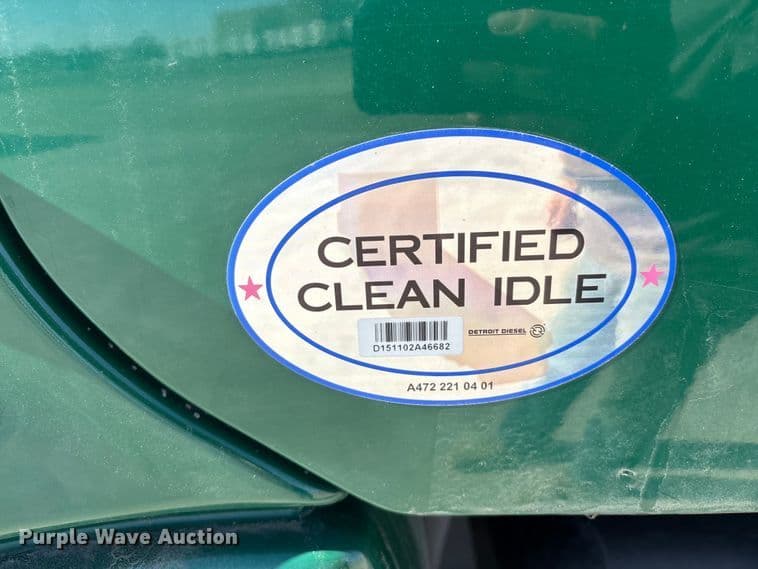 CERTIFIED
CLEAN IDLE
D151102A46682
DETROIT DIESEL
A472 221 04 01
Purple Wave Auction